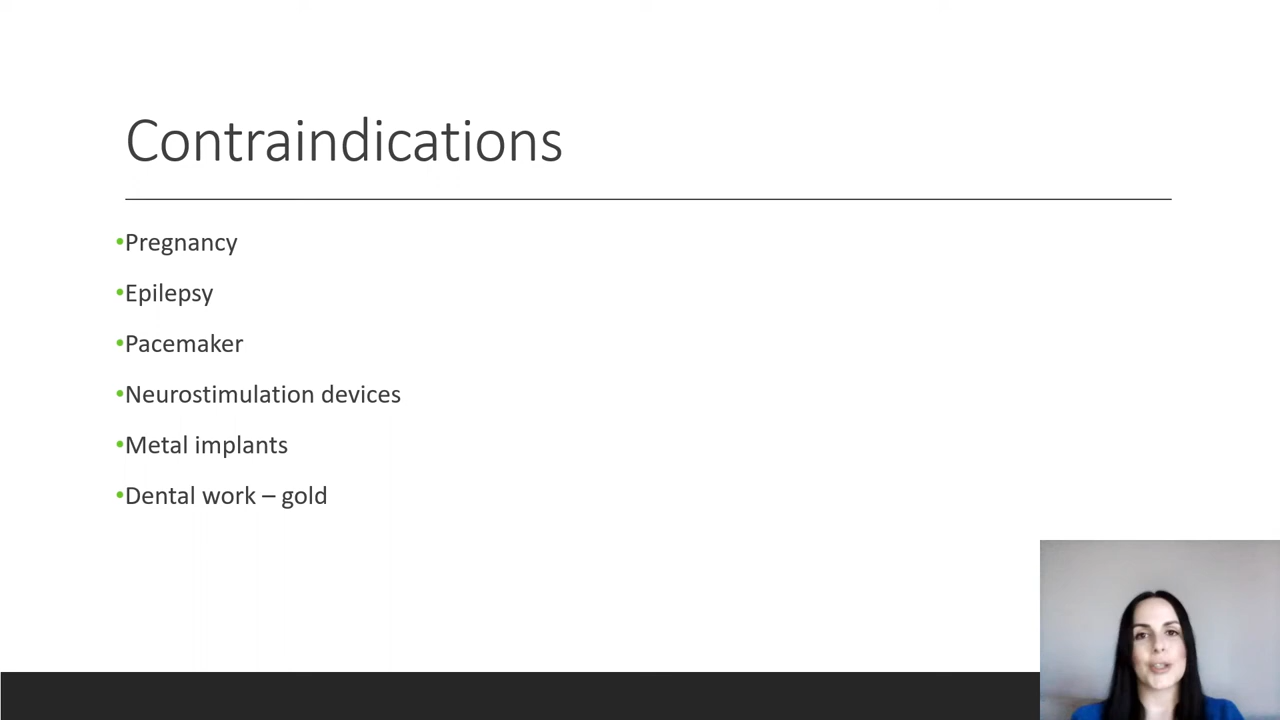 Contraindications
•Pregnancy
•Epilepsy
•Pacemaker
•Neurostimulation devices
•Metal implants
•Dental work – gold